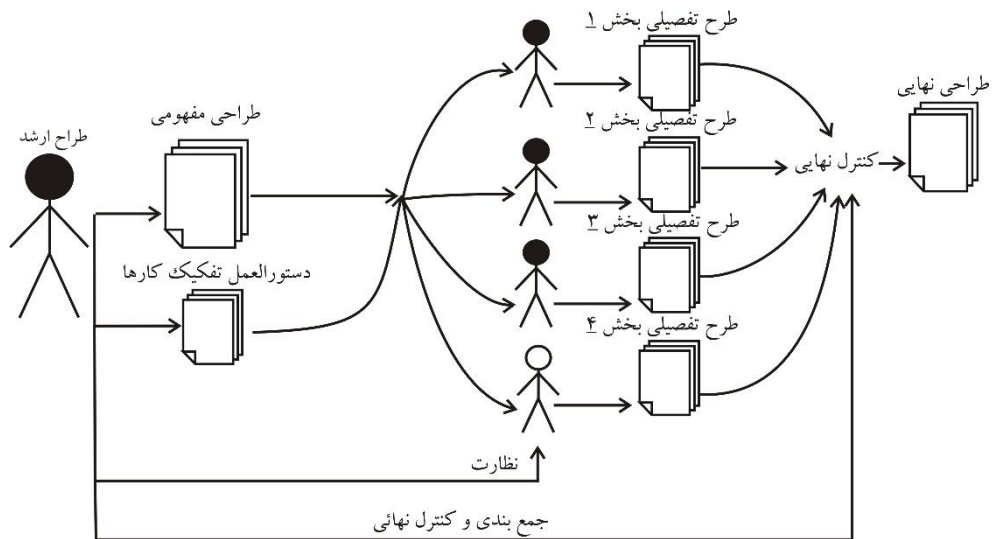 طراح ارشد
طراحی مفهومی
دستورالعمل تفکیک کارها
طرح تفصیلی بخش ۱
طرح تفصیلی بخش ۲
طرح تفصیلی بخش ۳
طرح تفصیلی بخش ۴
کنترل نهایی
طراحی نهایی
نظارت
جمع بندی و کنترل نهائی